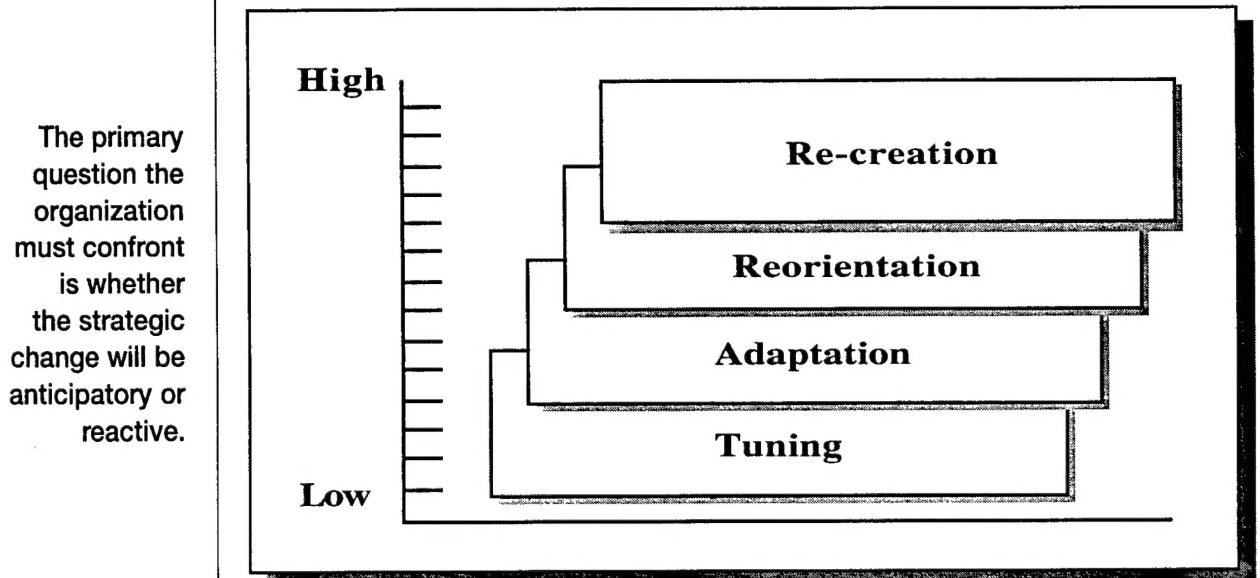 The primary
question the
organization
must confront
is whether
the strategic
change will be
anticipatory or
reactive.
High
Re-creation
Reorientation
Adaptation
Tuning
Low